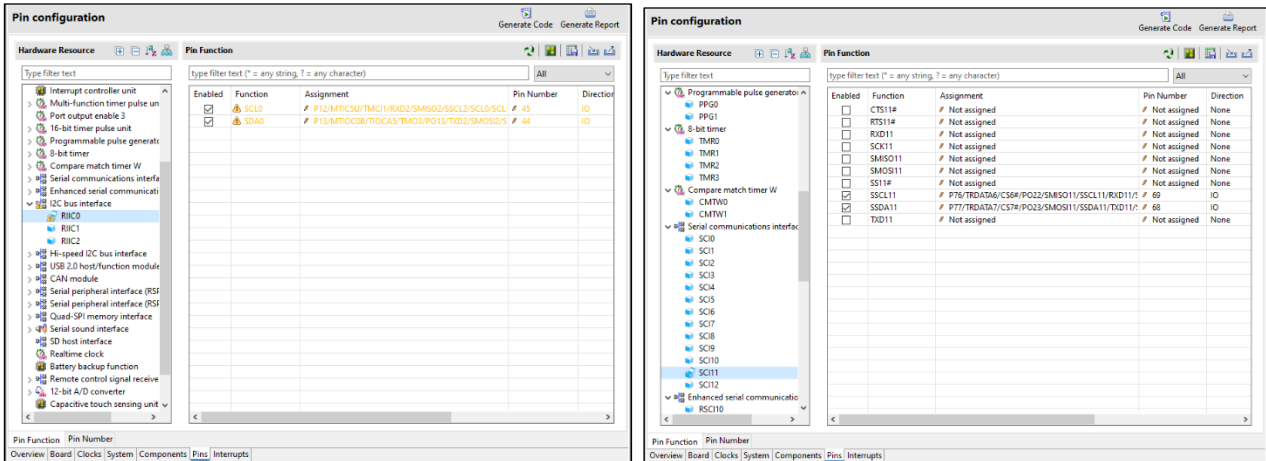 Pin configuration
Generate Code Generate Report
Hardware Resource
Pin Function
Type filter text
type filter text (* = any string, ? = any character)
All
Interrupt controller unit
Multi-function timer pulse un
Port output enable 3
16-bit timer pulse unit
Programmable pulse generato
8-bit timer
Compare match timer W
Serial communications interfa
Enhanced serial communicati
I2C bus interface
RIIC0
RIIC1
RIIC2
Hi-speed I2C bus interface
USB 2.0 host/function module
CAN module
Serial peripheral interface (RSP
Serial peripheral interface (RSP
Quad-SPI memory interface
Serial sound interface
SD host interface
Realtime clock
Battery backup function
Remote control signal receive
12-bit A/D converter
Capacitive touch sensing unit
Enabled Function Assignment Pin Number Direction
SCL0 P12/MTIC5U/TMCI1/RXD2/SMISO2/SSCL2/SCL0/SCL 45 IO
SDA0 P13/MTIOC0B/TIOCA5/TMO3/PO13/TXD2/SMOSI2/S 44 IO
Pin Function Pin Number
Overview Board Clocks System Components Pins Interrupts
Pin configuration
Generate Code Generate Report
Hardware Resource
Pin Function
Type filter text
type filter text (* = any string, ? = any character)
All
Programmable pulse generator
PPG0
PPG1
8-bit timer
TMR0
TMR1
TMR2
TMR3
Compare match timer W
CMTW0
CMTW1
Serial communications interfac
SCI0
SCI1
SCI2
SCI3
SCI4
SCI5
SCI6
SCI7
SCI8
SCI9
SCI10
SCI11
SCI12
Enhanced serial communicatio
RSCI10
Enabled Function Assignment Pin Number Direction
CTS11# Not assigned Not assigned None
RTS11# Not assigned Not assigned None
RXD11 Not assigned Not assigned None
SCK11 Not assigned Not assigned None
SMISO11 Not assigned Not assigned None
SMOSI11 Not assigned Not assigned None
SS11# Not assigned Not assigned None
SSCL11 P76/TRDATA6/CS6#/PO22/SMISO11/SSCL11/RXD11/S 69 IO
SSDA11 P77/TRDATA7/CS7#/PO23/SMOSI11/SSDA11/TXD11/S 68 IO
TXD11 Not assigned Not assigned None
Pin Function Pin Number
Overview Board Clocks System Components Pins Interrupts